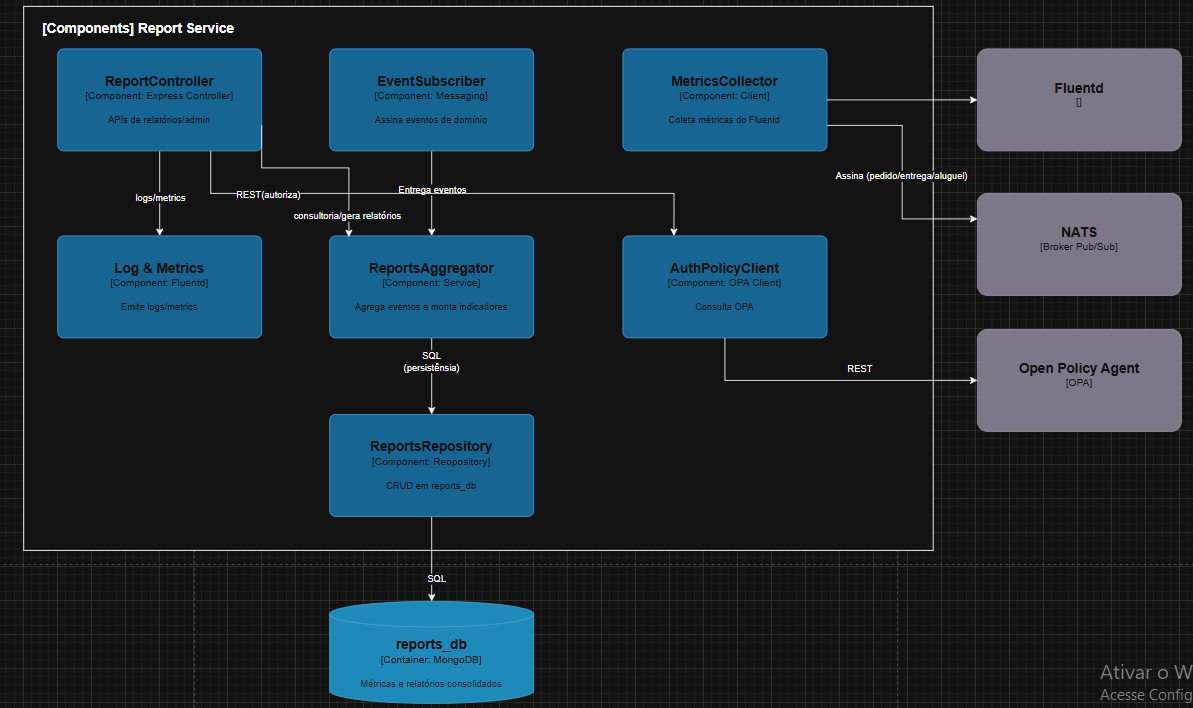 [Components] Report Service
ReportController
[Component: Express Controller]
APIs de relatórios/admin
EventSubscriber
[Component: Messaging]
Assina eventos de domínio
MetricsCollector
[Component: Client]
Coleta métricas do Fluentd
Fluentd
[]
Assina (pedido/entrega/aluguel)
logs/metrics
REST(autoriza)
Entrega eventos
consultoria/gera relatórios
NATS
[Broker Pub/Sub]
Log & Metrics
[Component: Fluentd]
Emite logs/metrics
ReportsAggregator
[Component: Service]
Agrega eventos e monta indicadores
AuthPolicyClient
[Component: OPA Client]
Consulta OPA
SQL
(persistênsia)
REST
Open Policy Agent
[OPA]
ReportsRepository
[Component: Reopository]
CRUD em reports_db
SQL
reports_db
[Container: MongoDB]
Métricas e relatórios consolidados
Ativar o W
Acesse Config